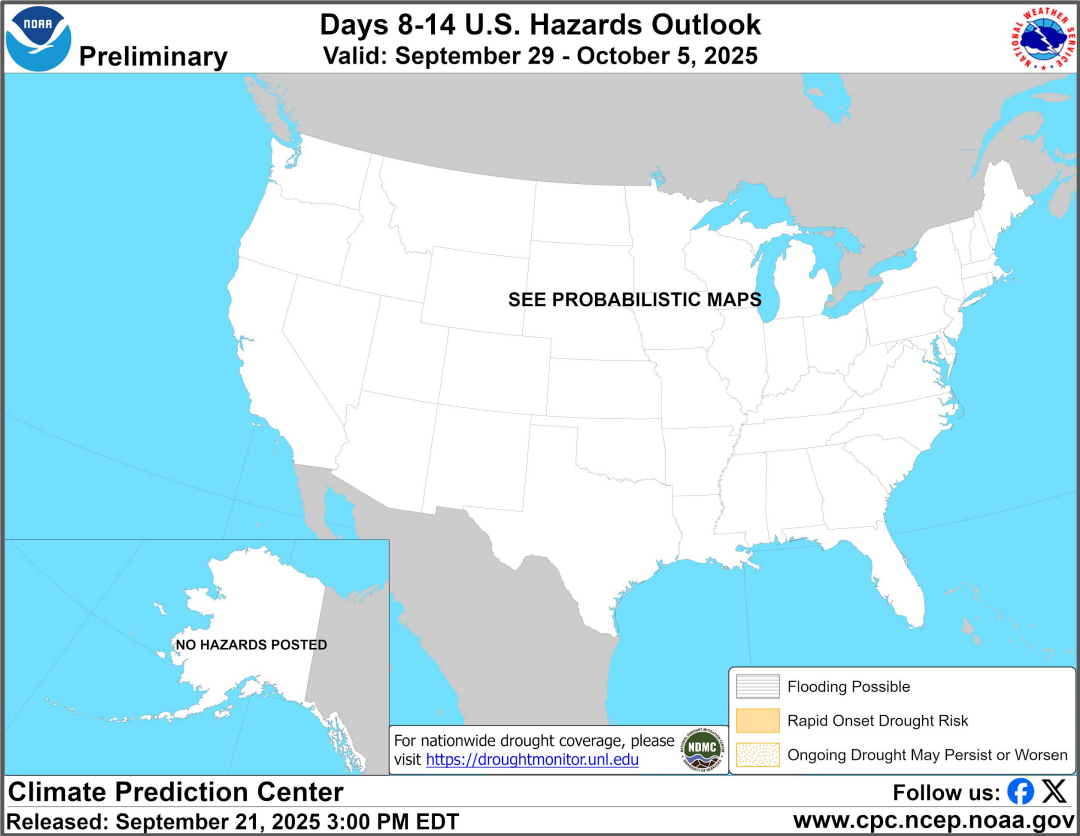 NOAA
Preliminary
Days 8-14 U.S. Hazards Outlook
Valid: September 29 - October 5, 2025
NATIONAL WEATHER SERVICE
SEE PROBABILISTIC MAPS
NO HAZARDS POSTED
For nationwide drought coverage, please
visit https://droughtmonitor.unl.edu
NDMC
Flooding Possible
Rapid Onset Drought Risk
Ongoing Drought May Persist or Worsen
Climate Prediction Center
Released: September 21, 2025 3:00 PM EDT
Follow us:
www.cpc.ncep.noaa.gov